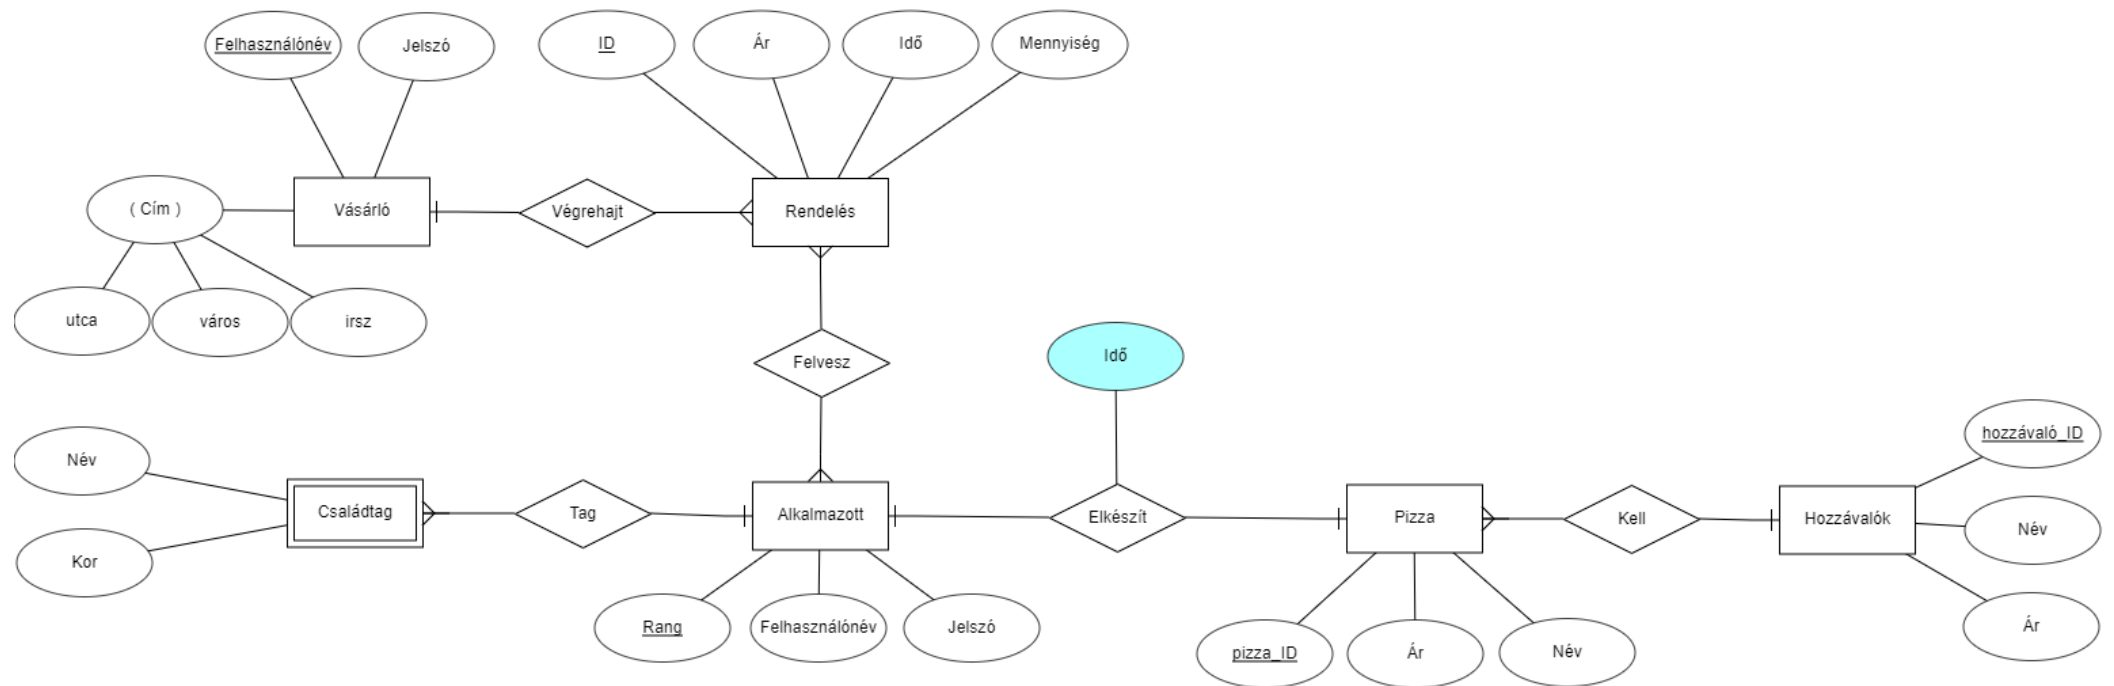 Felhasználónév
Jelszó
ID
Ár
Idő
Mennyiség
( Cím )
Vásárló
Végrehajt
Rendelés
utca
város
irsz
Felvesz
Idő
Név
Kor
Családtag
Tag
Alkalmazott
Elkészít
Pizza
Kell
Hozzávalók
hozzávaló_ID
Név
Ár
Rang
Felhasználónév
Jelszó
pizza_ID
Ár
Név